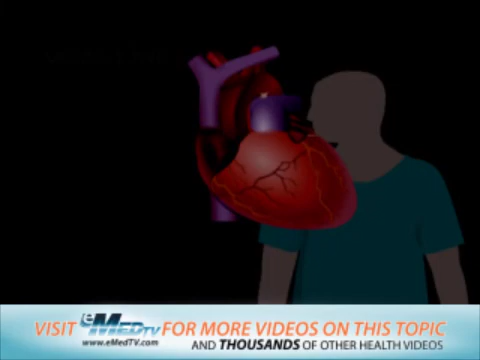 VISIT eMEDTV FOR MORE VIDEOS ON THIS TOPIC
www.eMedTV.com AND THOUSANDS OF OTHER HEALTH VIDEOS